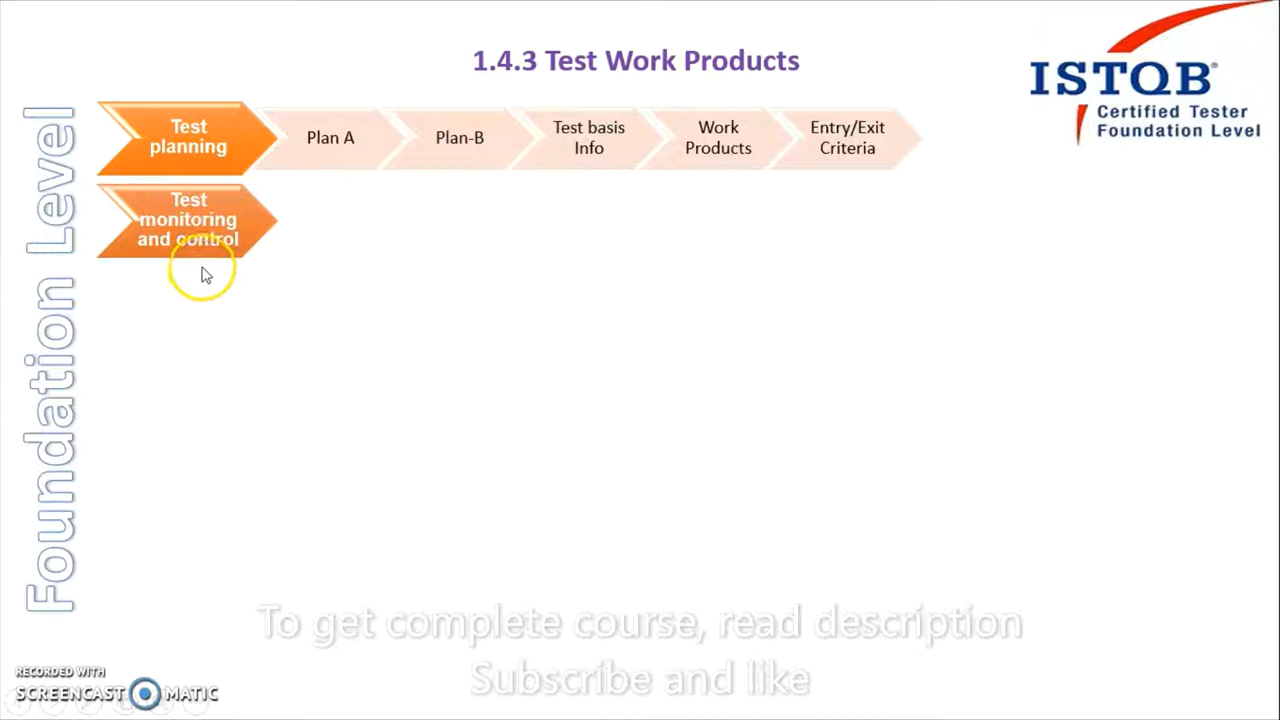 1.4.3 Test Work Products
ISTQB®
Certified Tester
Foundation Level
Foundation Level
Test
planning
Plan A
Plan-B
Test basis
Info
Work
Products
Entry/Exit
Criteria
Test
monitoring
and control
To get complete course, read description
Subscribe and like
RECORDED WITH
SCREENCAST MATIC